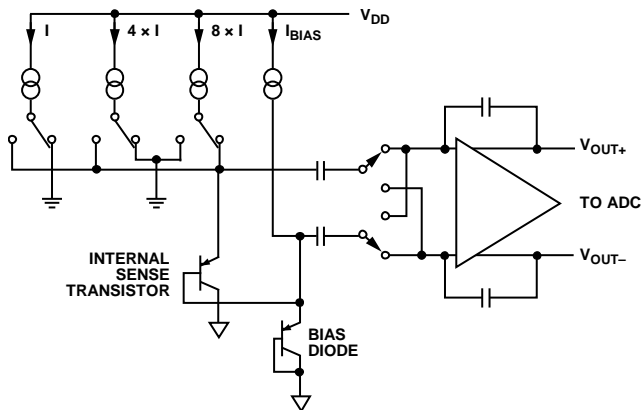 V_DD
I
4 × I
8 × I
I_BIAS
V_OUT+
TO ADC
V_OUT–
INTERNAL
SENSE
TRANSISTOR
BIAS
DIODE